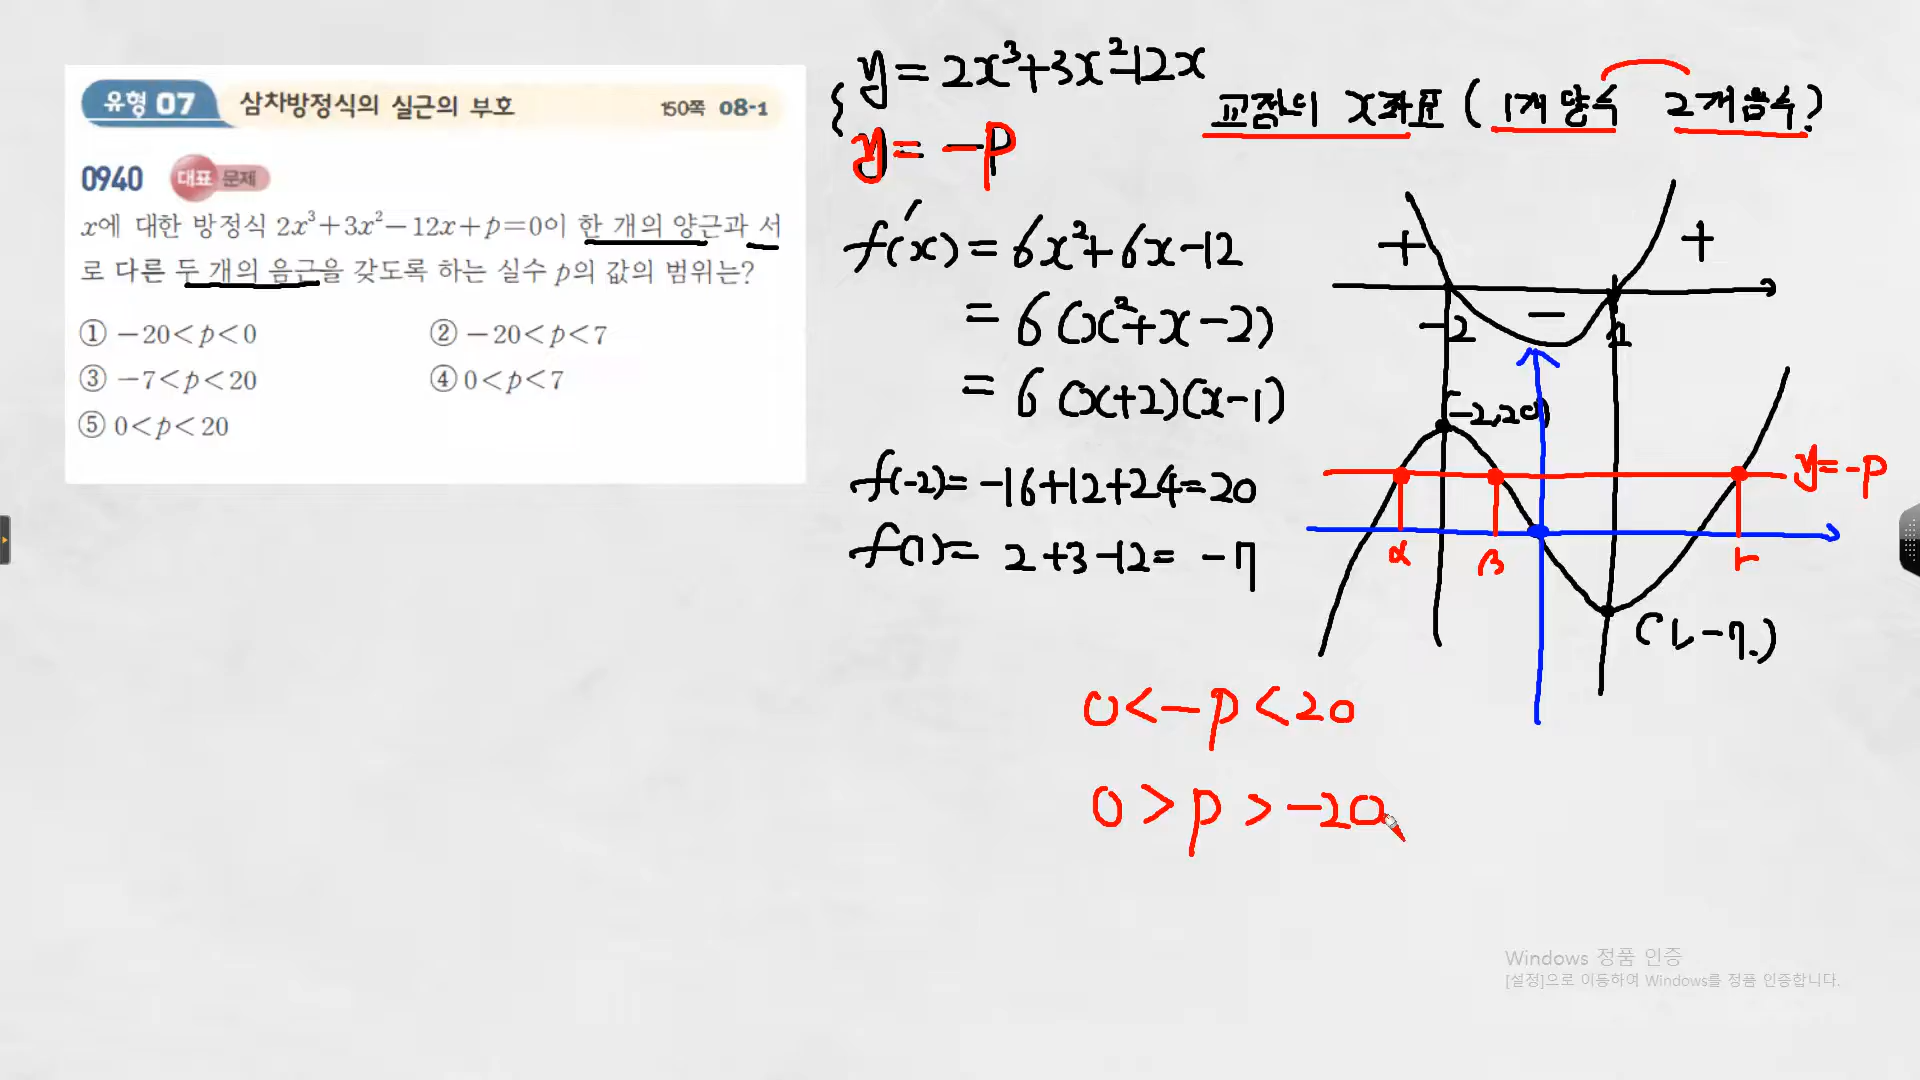 유형 07 삼차방정식의 실근의 부호 150쪽 08-1
0940 대표 문제
x에 대한 방정식 2x³+3x²-12x+p=0이 한 개의 양근과 서
로 다른 두 개의 음근을 갖도록 하는 실수 p의 값의 범위는?
① -20<p<0 ② -20<p<7
③ -7<p<20 ④ 0<p<7
⑤ 0<p<20
y=2x³+3x²-12x
y=-p
교점의 x좌표 (1개 양수 2개 음수)
f'(x)=6x²+6x-12
=6(x²+x-2)
=6(x+2)(x-1)
f(-2)=-16+12+24=20
f(1)=2+3-12=-7
+ - +
-2 1
(-2,20)
y=-p
α β γ
(1,-7)
0<-p<20
0>p>-20
Windows 정품 인증
[설정]으로 이동하여 Windows를 정품 인증합니다.